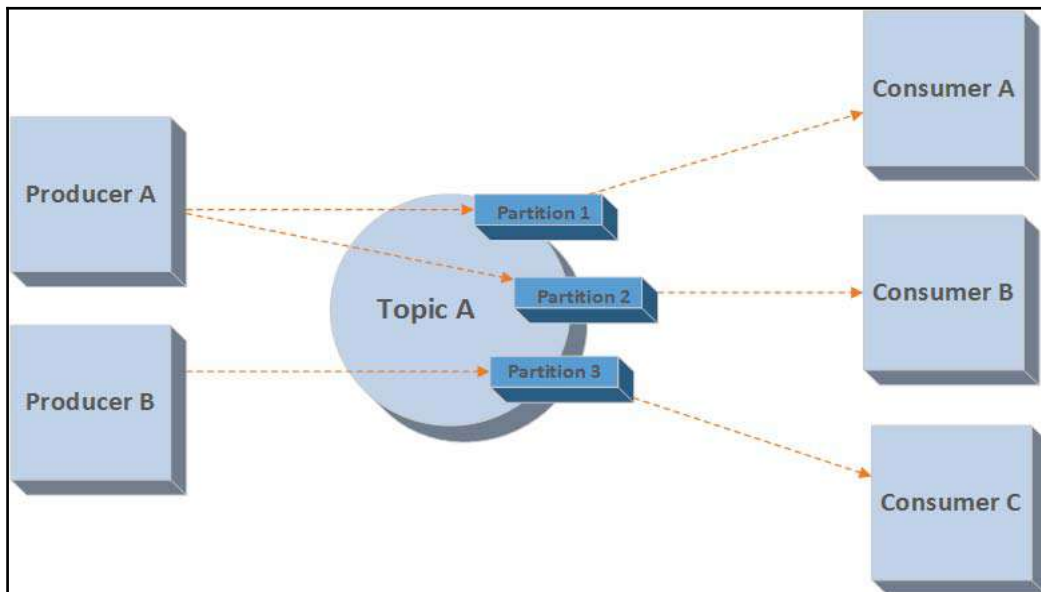 Producer A
Producer B
Topic A
Partition 1
Partition 2
Partition 3
Consumer A
Consumer B
Consumer C